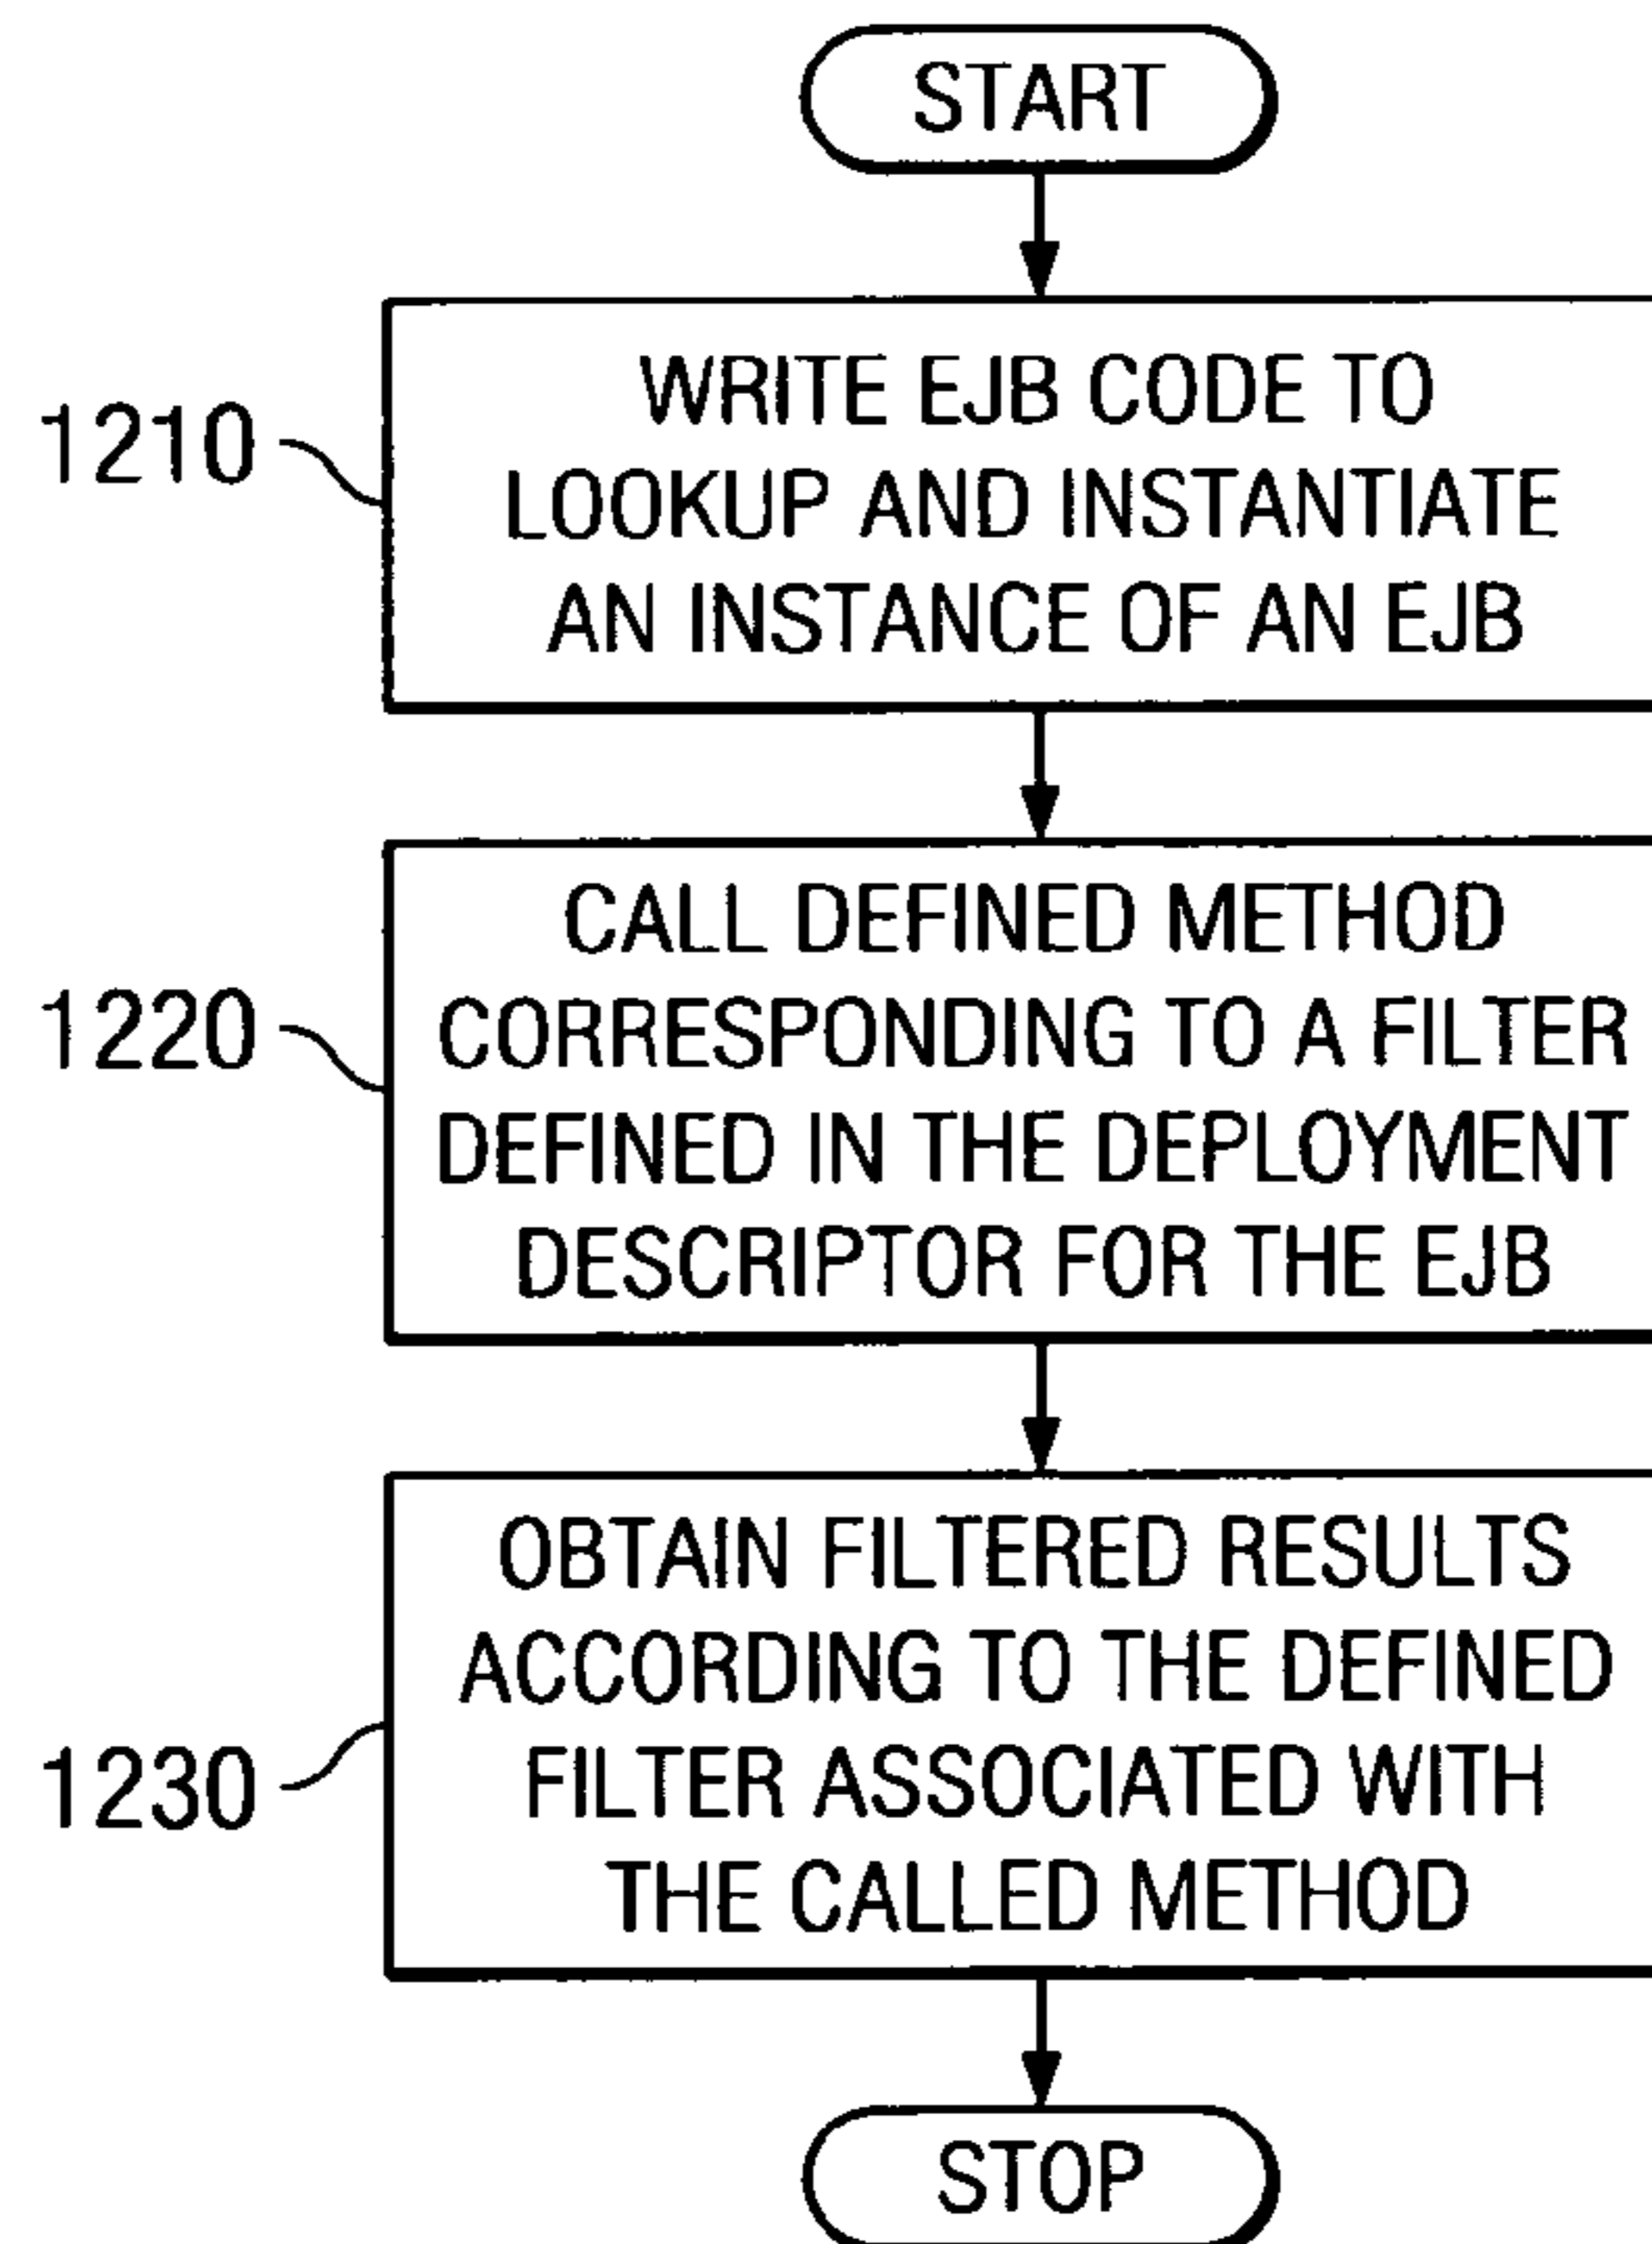 START
1210
WRITE EJB CODE TO
LOOKUP AND INSTANTIATE
AN INSTANCE OF AN EJB
1220
CALL DEFINED METHOD
CORRESPONDING TO A FILTER
DEFINED IN THE DEPLOYMENT
DESCRIPTOR FOR THE EJB
1230
OBTAIN FILTERED RESULTS
ACCORDING TO THE DEFINED
FILTER ASSOCIATED WITH
THE CALLED METHOD
STOP